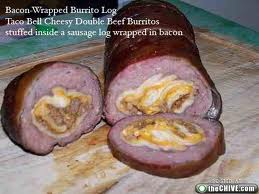 Bacon-Wrapped Burrito Log
Taco Bell Cheesy Double Beef Burritos
stuffed inside a sausage log wrapped in bacon
theCHIVE.com